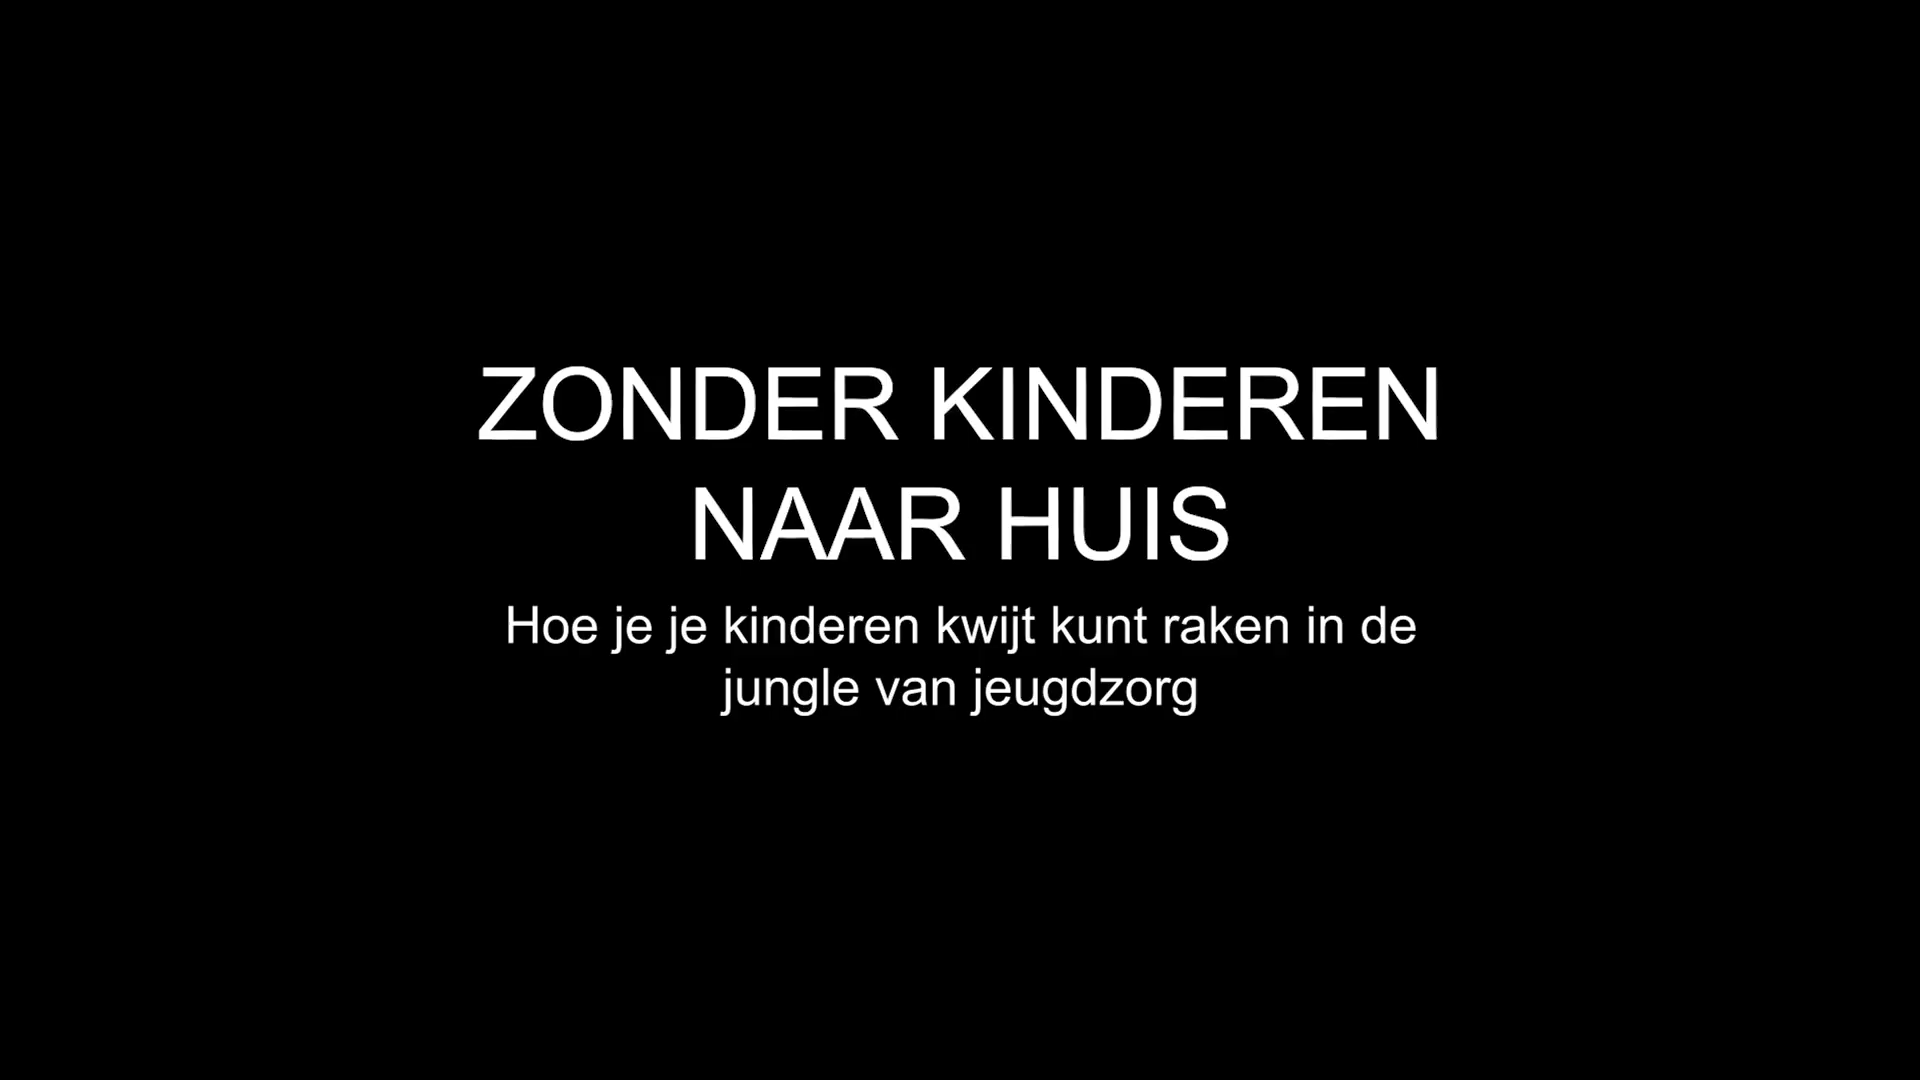 ZONDER KINDEREN
NAAR HUIS
Hoe je je kinderen kwijt kunt raken in de
jungle van jeugdzorg